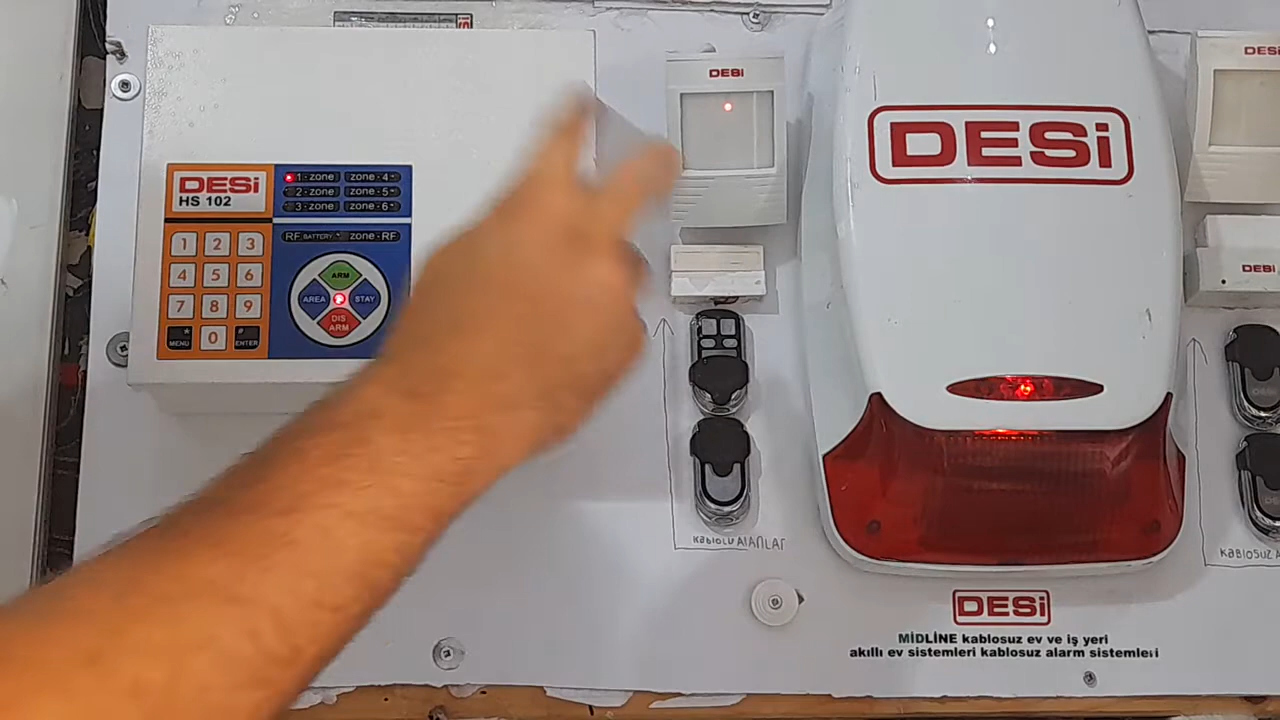 DESi
HS 102
1 - zone zone - 4
2 - zone zone - 5
3 - zone zone - 6
RF BATTERY zone - RF
1 2 3
4 5 6
7 8 9
* MENU 0 # ENTER
ARM
AREA STAY
DIS ARM
DESi
KABLOLU ALANLAR
DESi
DESi
MİDLİNE kablosuz ev ve iş yeri
akıllı ev sistemleri kablosuz alarm sistemleri
DESi
DESi
KABLOSUZ